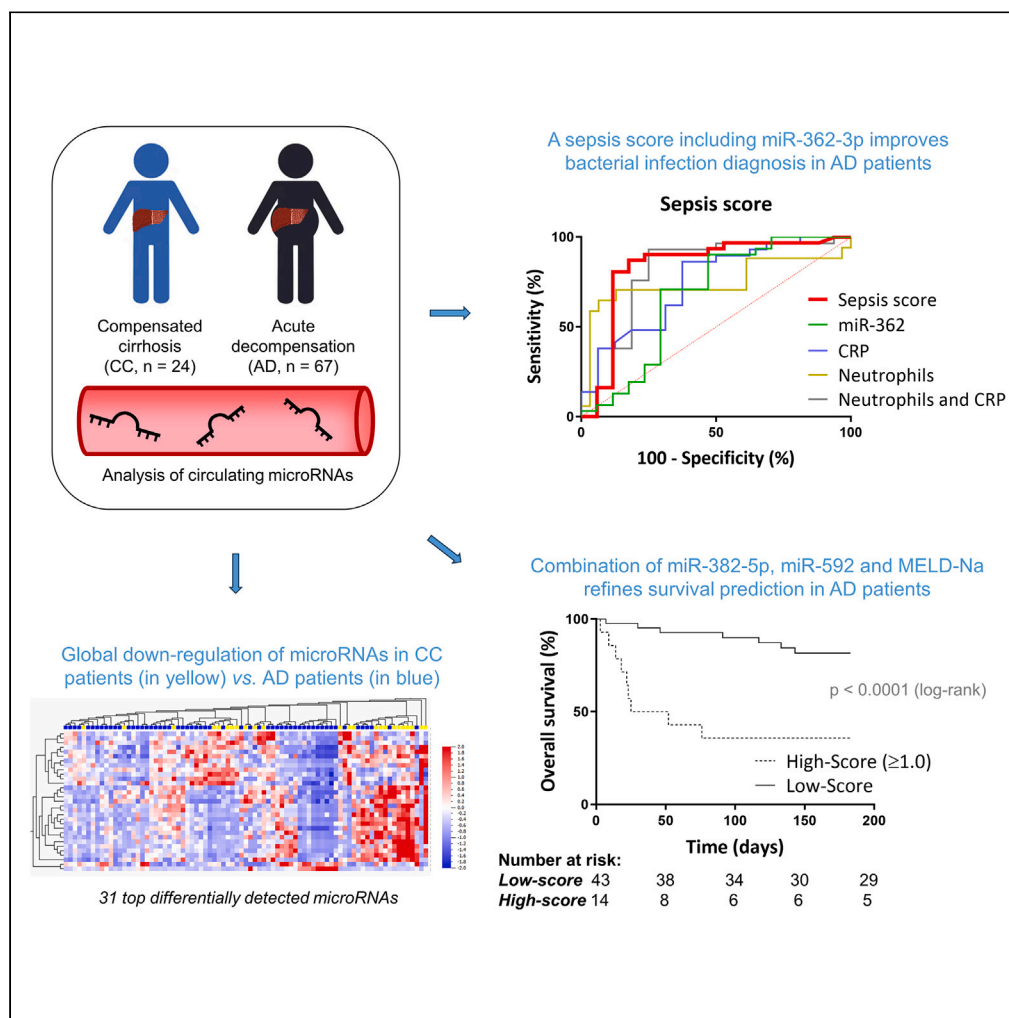 Compensated
cirrhosis
(CC, n = 24)
Acute
decompensation
(AD, n = 67)
Analysis of circulating microRNAs
A sepsis score including miR-362-3p improves
bacterial infection diagnosis in AD patients
Sepsis score
100
50
0
Sensitivity (%)
0
50
100
100 - Specificity (%)
Sepsis score
miR-362
CRP
Neutrophils
Neutrophils and CRP
Global down-regulation of microRNAs in CC
patients (in yellow) vs. AD patients (in blue)
2.0
1.8
1.6
1.4
1.2
1.0
0.8
0.6
0.4
0.2
0.0
-0.2
-0.4
-0.6
-0.8
-1.0
-1.2
-1.4
-1.6
-1.8
-2.0
31 top differentially detected microRNAs
Combination of miR-382-5p, miR-592 and MELD-Na
refines survival prediction in AD patients
100
50
0
Overall survival (%)
p < 0.0001 (log-rank)
High-Score (≥1.0)
Low-Score
0
50
100
150
200
Time (days)
Number at risk:
Low-score 43 38 34 30 29
High-score 14 8 6 6 5